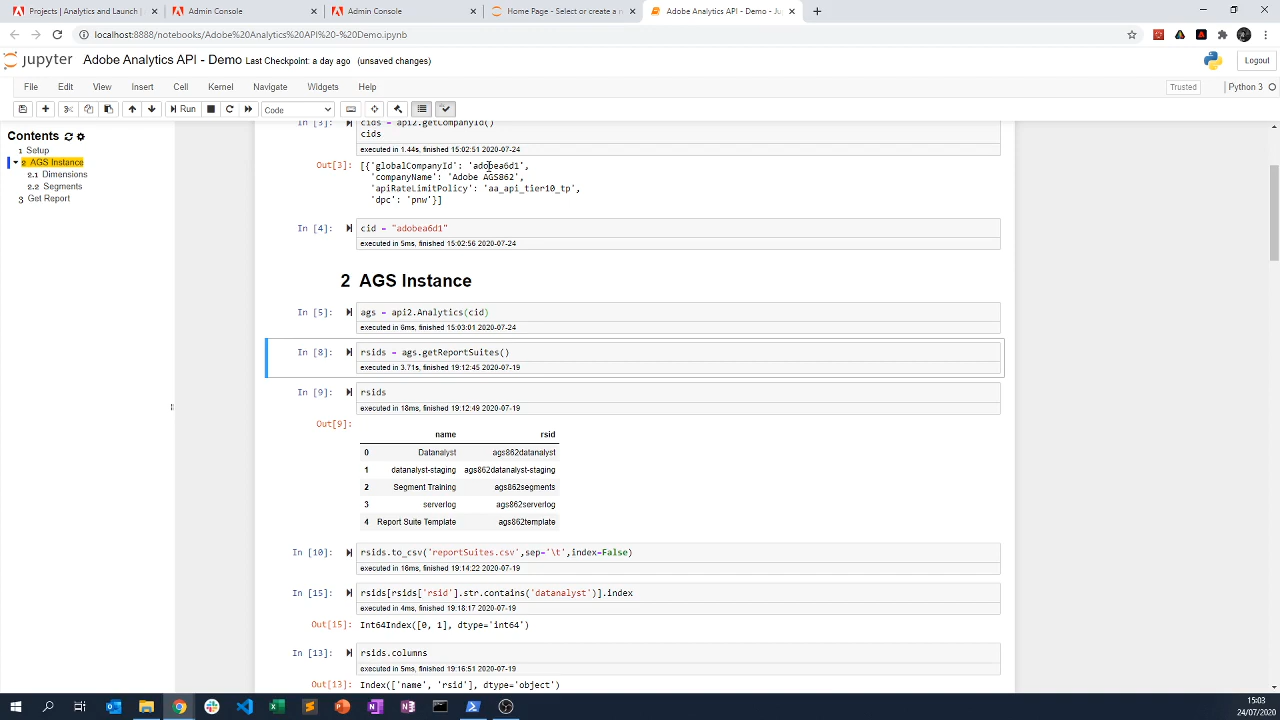 Projects | Analytics and Launch |
Admin Console
Admin Console
Home Page - Select or create a n
Adobe Analytics API - Demo - Ju
localhost:8888/notebooks/Adobe%20Analytics%20API%20-%20Demo.ipynb
jupyter Adobe Analytics API - Demo Last Checkpoint: a day ago (unsaved changes)
Logout
File Edit View Insert Cell Kernel Navigate Widgets Help
Trusted
Python 3
Run
Code
Contents
1 Setup
2 AGS Instance
2.1 Dimensions
2.2 Segments
3 Get Report
In [3]: cids = api2.getCompanyId()
cids
executed in 1.44s, finished 15:02:51 2020-07-24
Out[3]: [{'globalCompanyId': 'adobea6d1',
'companyName': 'Adobe AGS862',
'apiRateLimitPolicy': 'aa_api_tier10_tp',
'dpc': 'pnw'}]
In [4]: cid = "adobea6d1"
executed in 5ms, finished 15:02:56 2020-07-24
2 AGS Instance
In [5]: ags = api2.Analytics(cid)
executed in 6ms, finished 15:03:01 2020-07-24
In [8]: rsids = ags.getReportSuites()
executed in 3.71s, finished 19:12:45 2020-07-19
In [9]: rsids
executed in 18ms, finished 19:12:49 2020-07-19
Out[9]:
name rsid
0 Datanalyst ags862datanalyst
1 datanalyst-staging ags862datanalyst-staging
2 Segment Training ags862segments
3 serverlog ags862serverlog
4 Report Suite Template ags862template
In [10]: rsids.to_csv('reportSuites.csv',sep='\t',index=False)
executed in 18ms, finished 19:14:22 2020-07-19
In [15]: rsids[rsids['rsid'].str.contains('datanalyst')].index
executed in 4ms, finished 19:18:17 2020-07-19
Out[15]: Int64Index([0, 1], dtype='int64')
In [13]: rsids.columns
executed in 5ms, finished 19:16:51 2020-07-19
Out[13]: Index(['name', 'rsid'], dtype='object')
15:03
24/07/2020